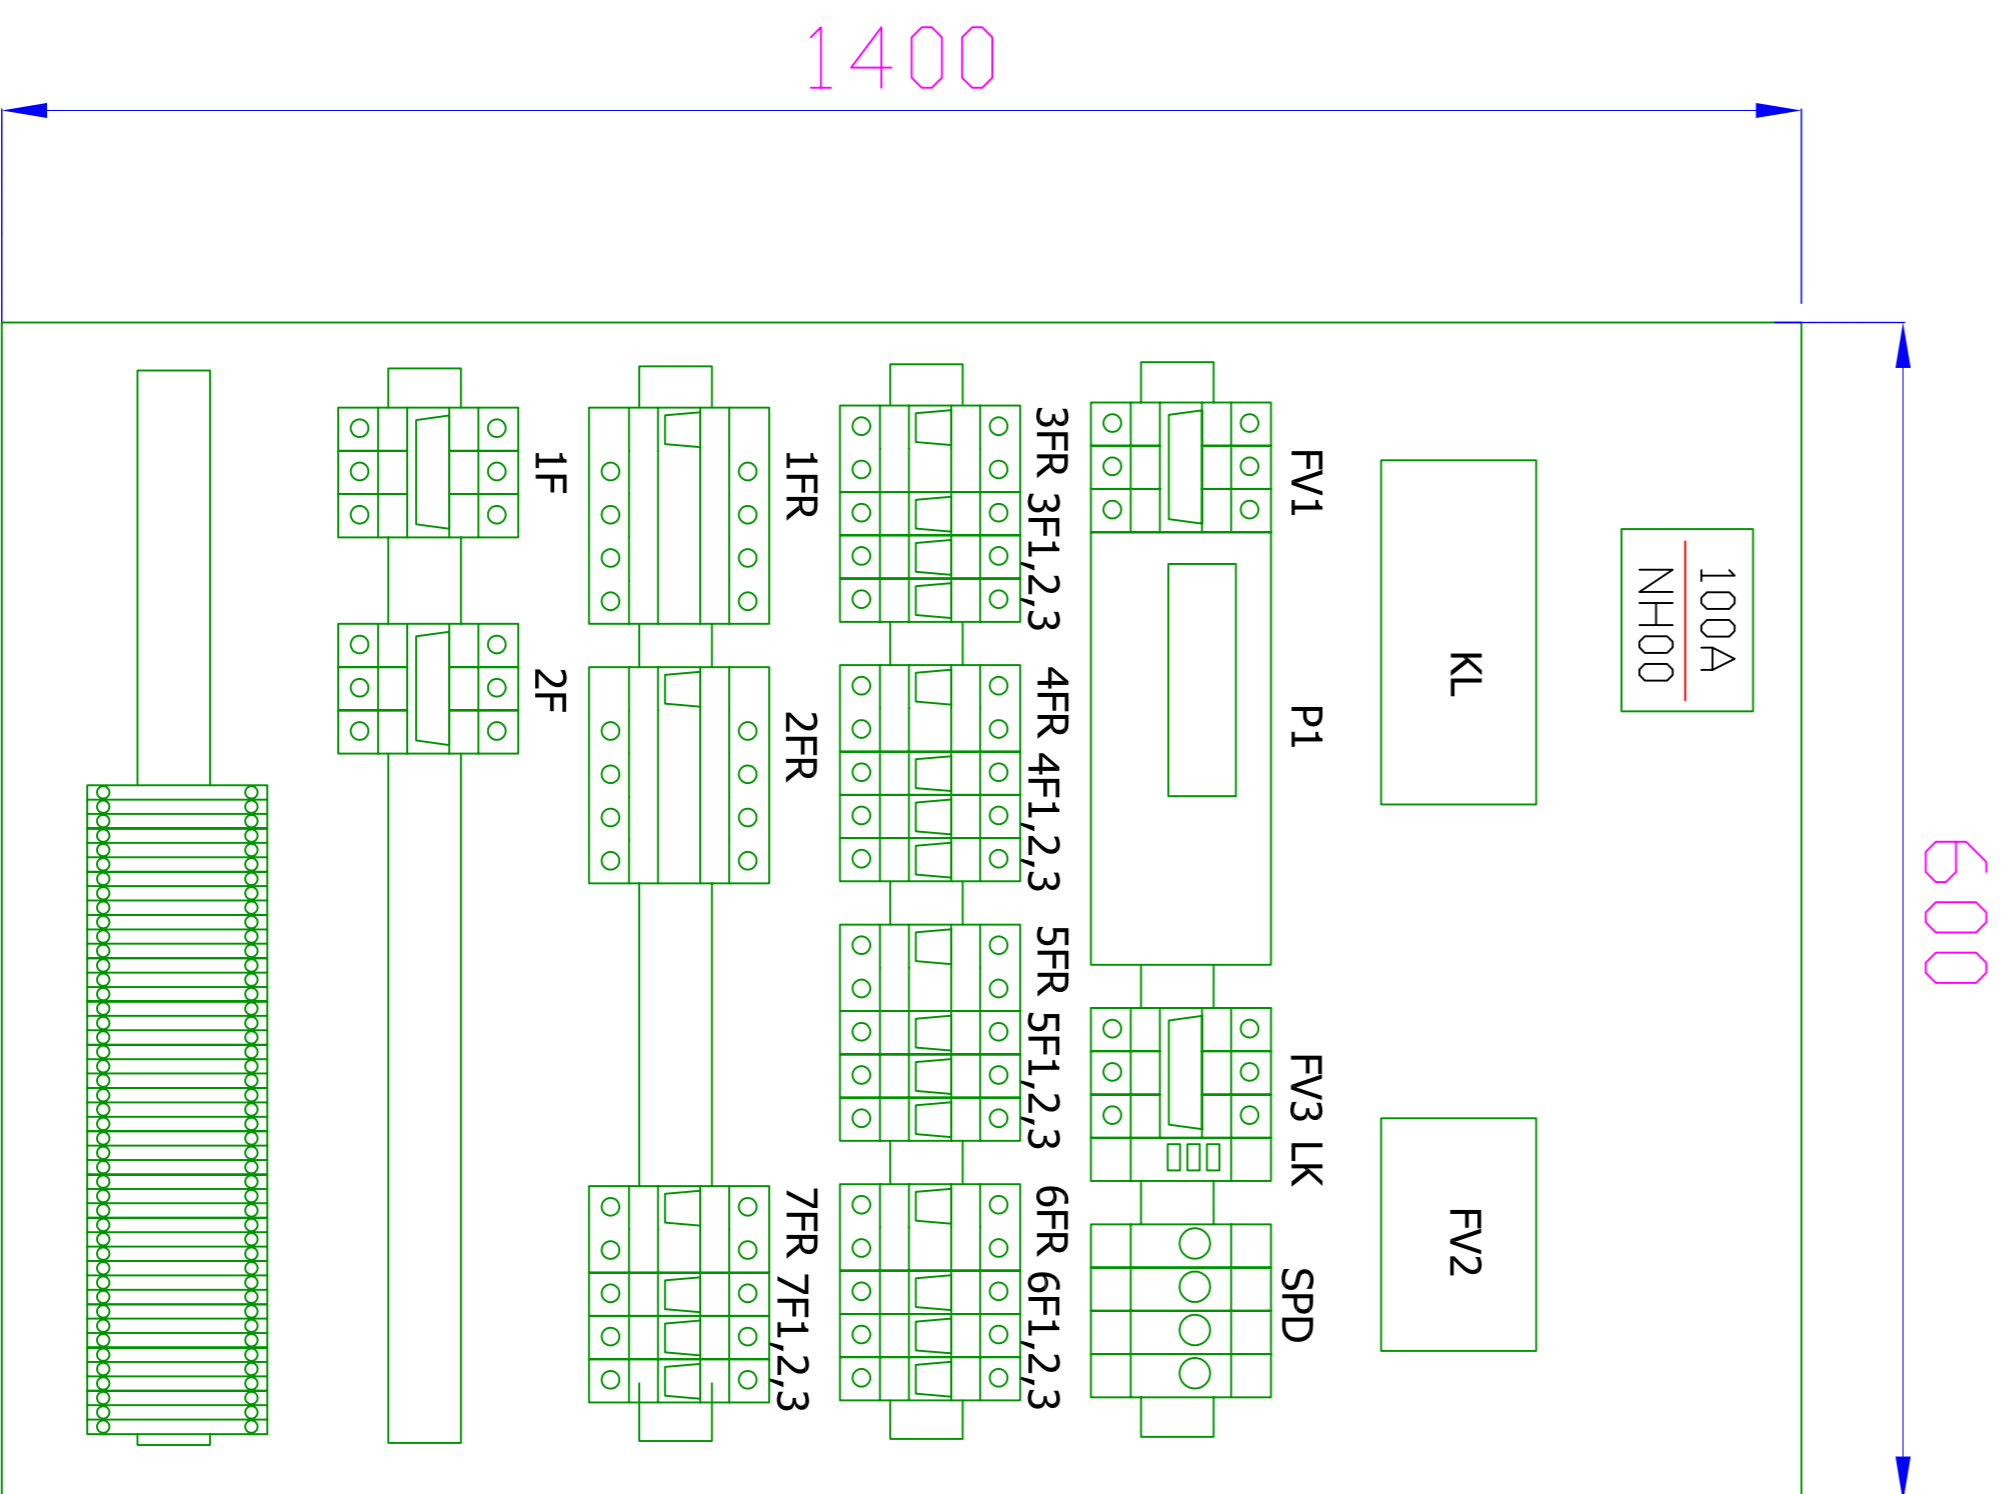 1400
600
100A
NH00
KL
FV2
FV1
P1
FV3 LK
SPD
3FR
3F1,2,3
4FR
4F1,2,3
5FR
5F1,2,3
6FR
6F1,2,3
1FR
2FR
7FR
7F1,2,3
1F
2F